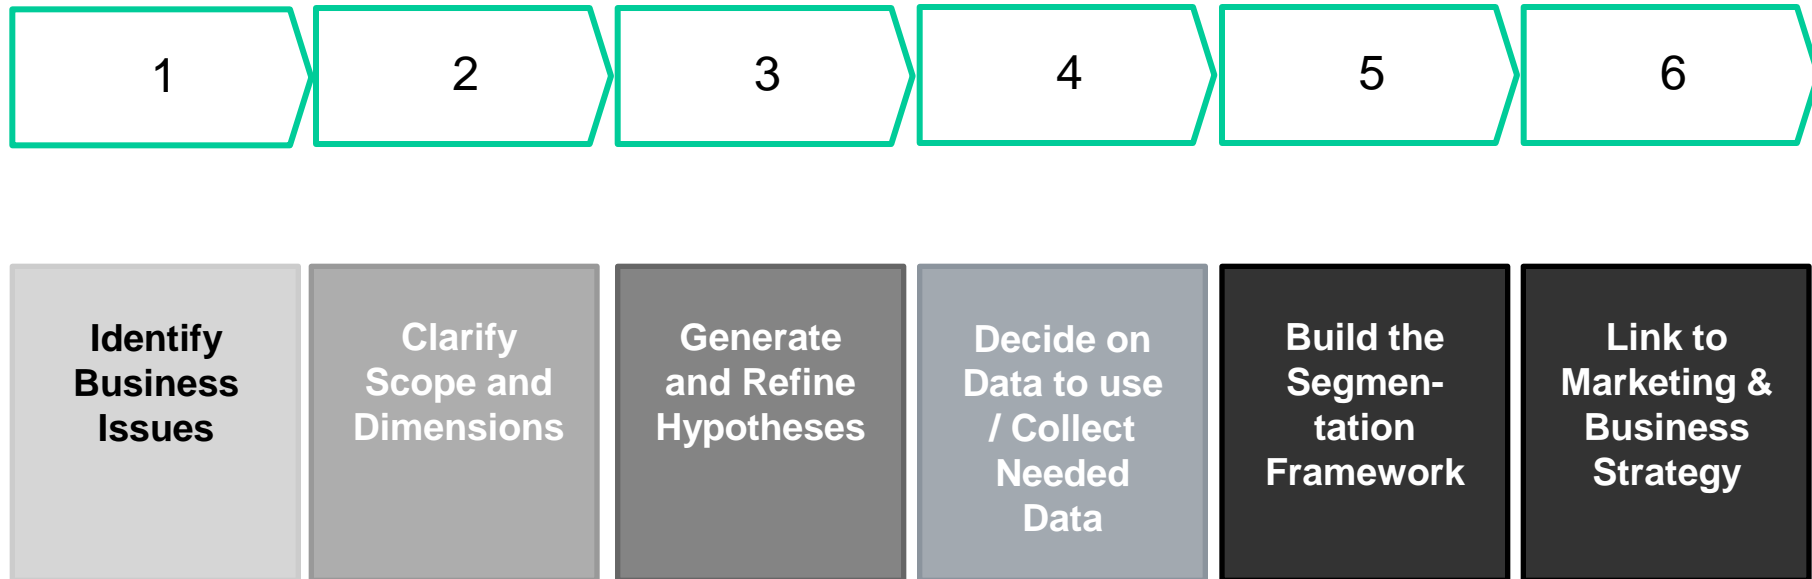 1
2
3
4
5
6
Identify
Business
Issues
Clarify
Scope and
Dimensions
Generate
and Refine
Hypotheses
Decide on
Data to use
/ Collect
Needed
Data
Build the
Segmen-
tation
Framework
Link to
Marketing &
Business
Strategy